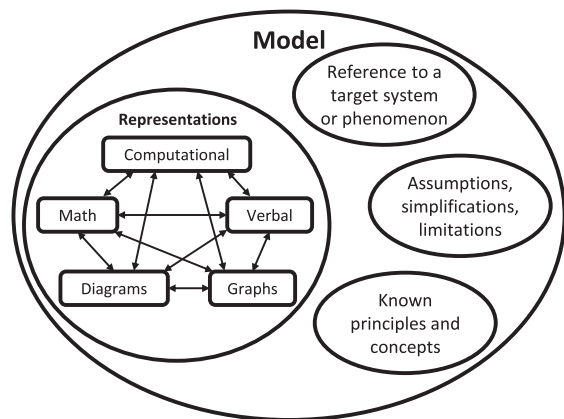 Model
Representations
Computational
Math
Verbal
Diagrams
Graphs
Reference to a
target system
or phenomenon
Assumptions,
simplifications,
limitations
Known
principles and
concepts